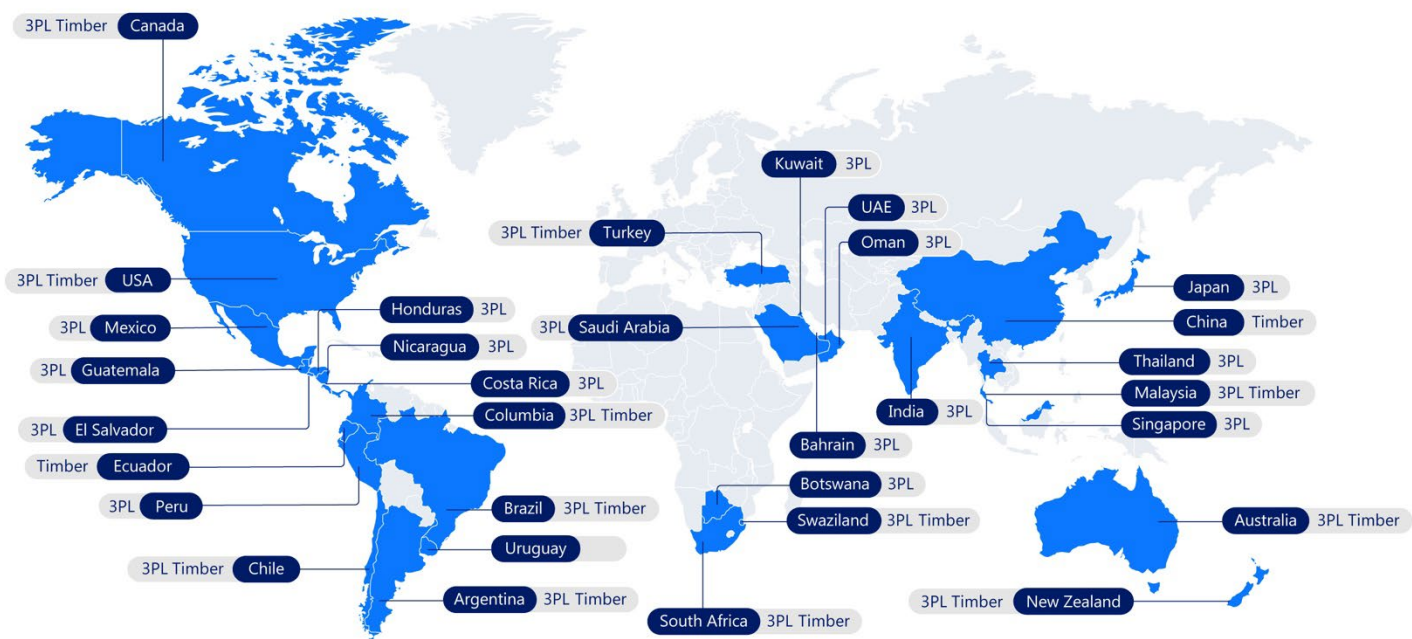 3PL Timber Canada
Kuwait 3PL
UAE 3PL
3PL Timber Turkey
Oman 3PL
3PL Timber USA
Japan 3PL
Honduras 3PL
3PL Mexico
3PL Saudi Arabia
China Timber
Nicaragua 3PL
Thailand 3PL
3PL Guatemala
Costa Rica 3PL
Malaysia 3PL Timber
Columbia 3PL Timber
India 3PL
Singapore 3PL
3PL El Salvador
Bahrain 3PL
Timber Ecuador
Botswana 3PL
3PL Peru
Brazil 3PL Timber
Swaziland 3PL Timber
Australia 3PL Timber
Uruguay
3PL Timber Chile
Argentina 3PL Timber
3PL Timber New Zealand
South Africa 3PL Timber